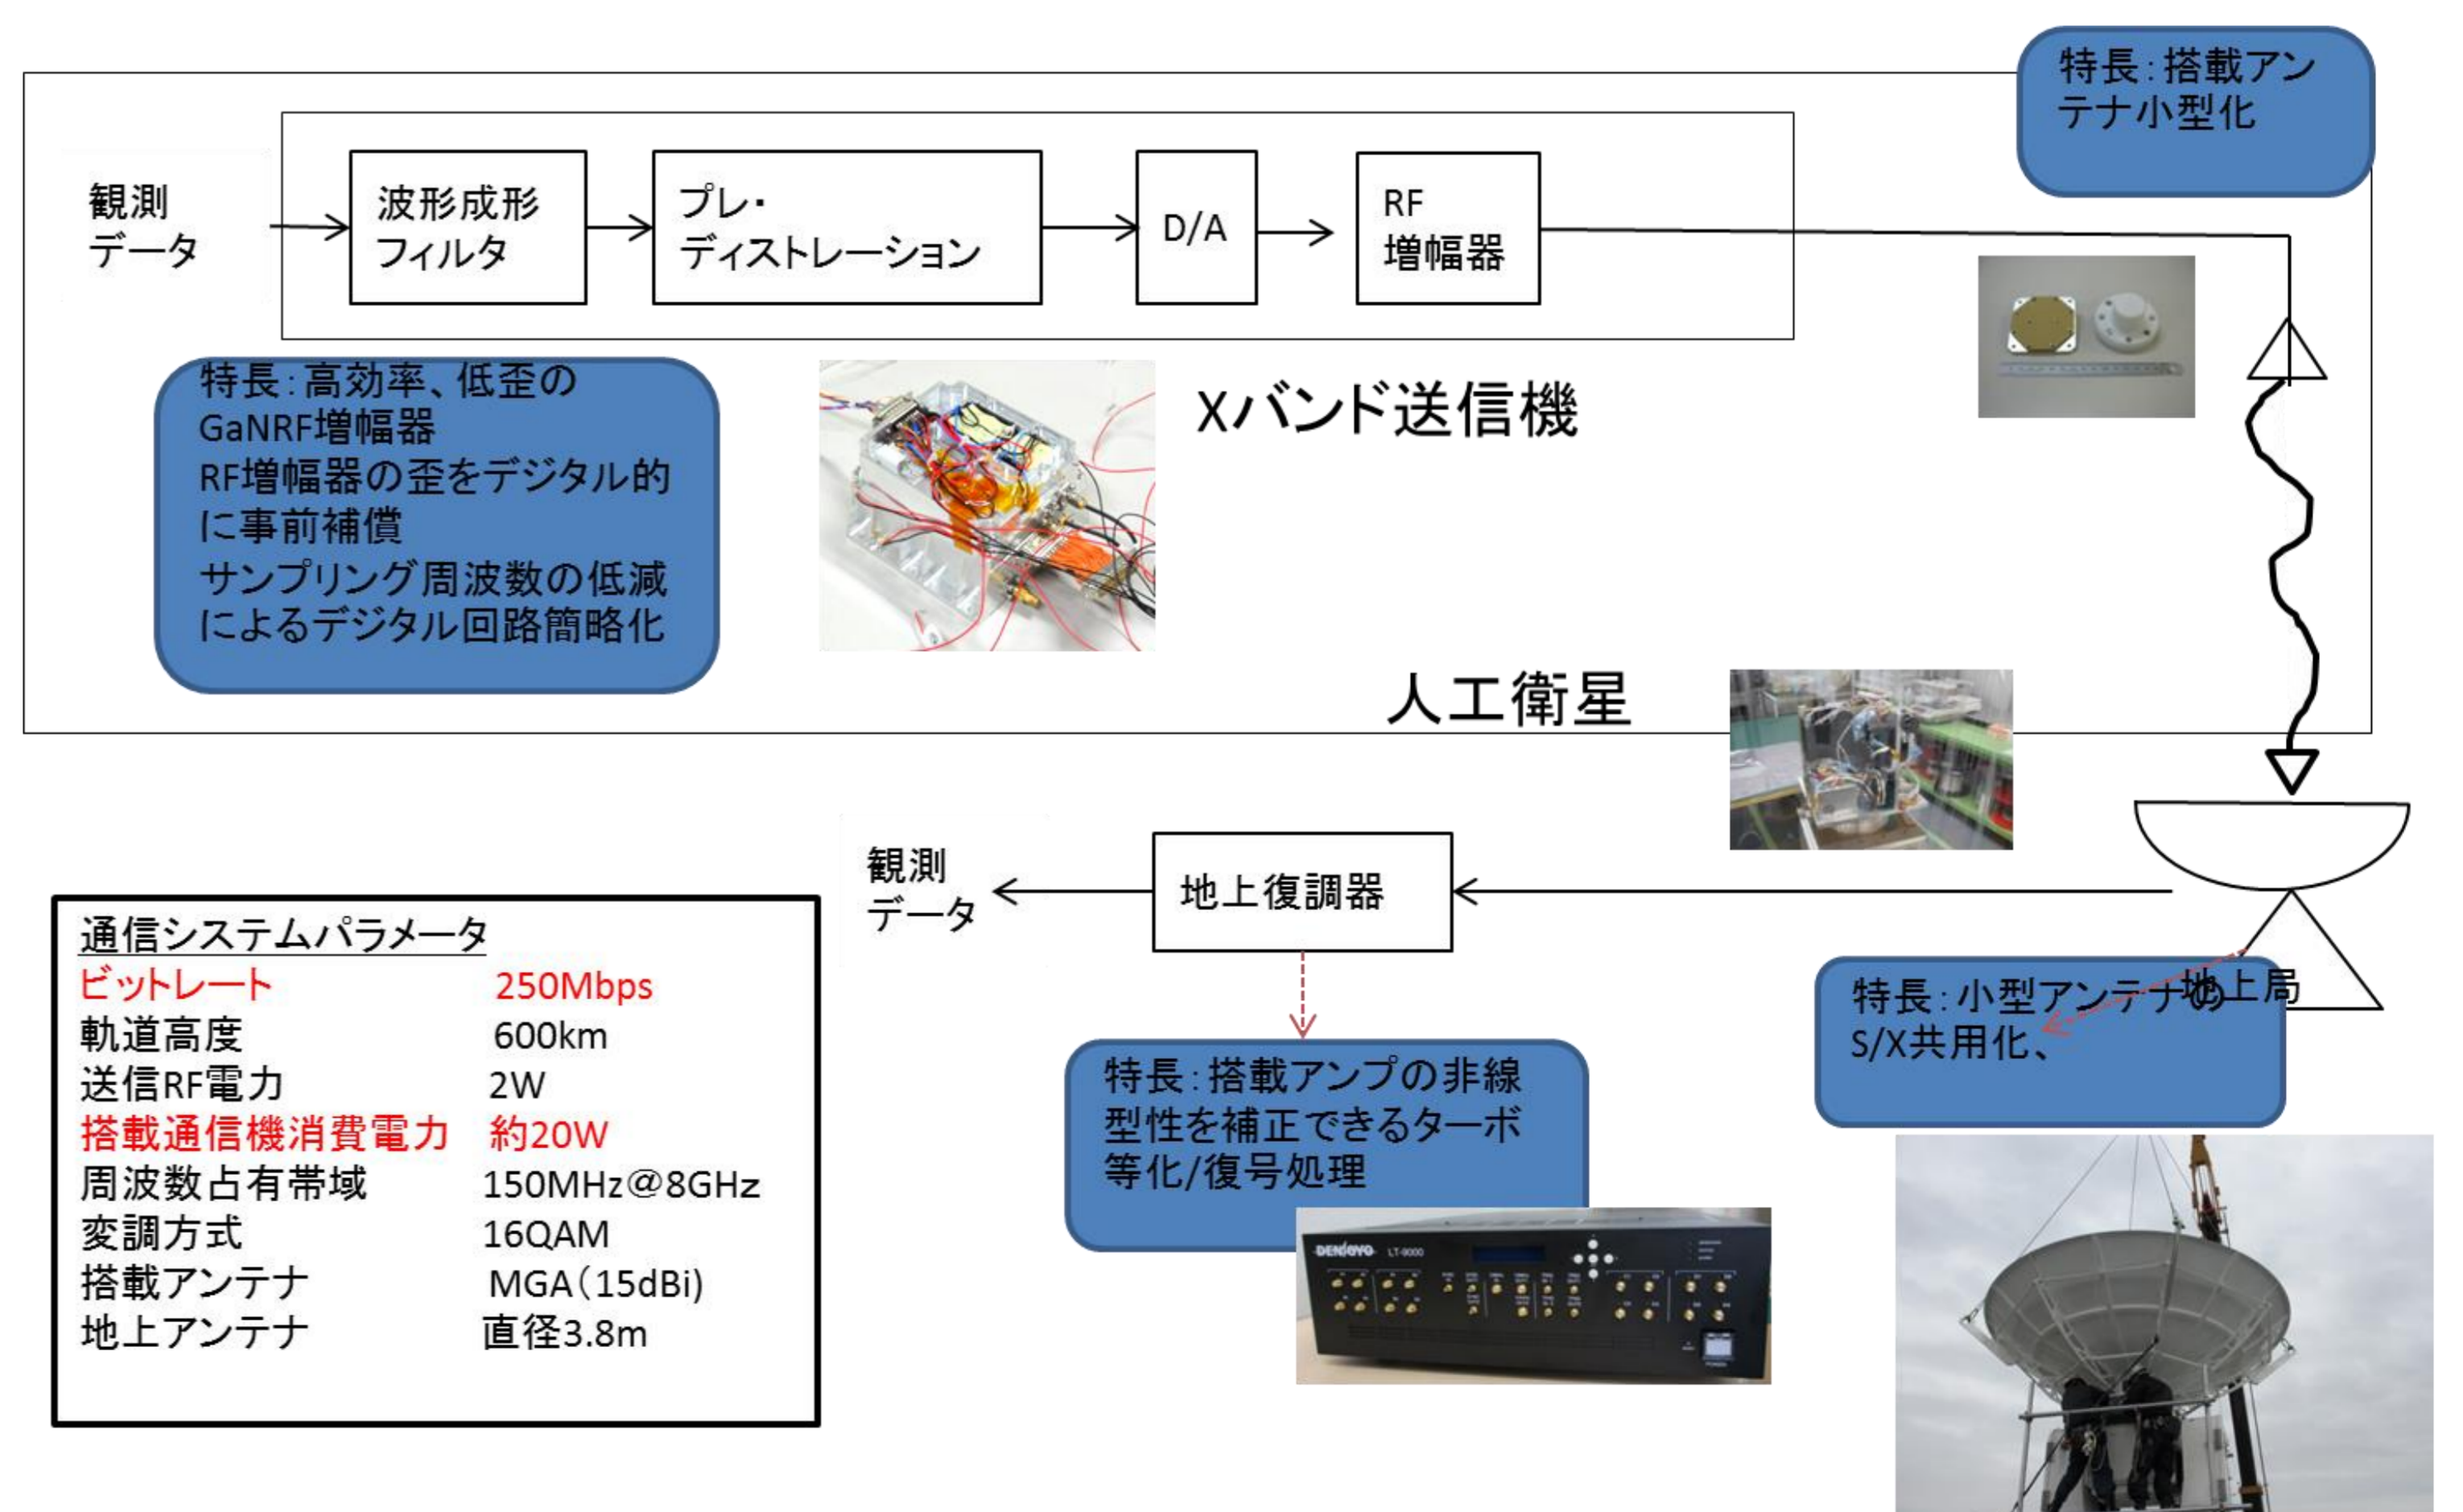 特長：搭載アン
テナ小型化
観測
データ
波形成形
フィルタ
プレ・
ディストレーション
D/A
RF
増幅器
特長：高効率、低歪の
GaNRF増幅器
RF増幅器の歪をデジタル的
に事前補償
サンプリング周波数の低減
によるデジタル回路簡略化
Xバンド送信機
人工衛星
観測
データ
地上復調器
地上局
特長：小型アンテナの
S/X共用化、
特長：搭載アンプの非線
型性を補正できるターボ
等化/復号処理
通信システムパラメータ
ビットレート 250Mbps
軌道高度 600km
送信RF電力 2W
搭載通信機消費電力 約20W
周波数占有帯域 150MHz@8GHz
変調方式 16QAM
搭載アンテナ MGA（15dBi)
地上アンテナ 直径3.8m
LT-9000
POWER